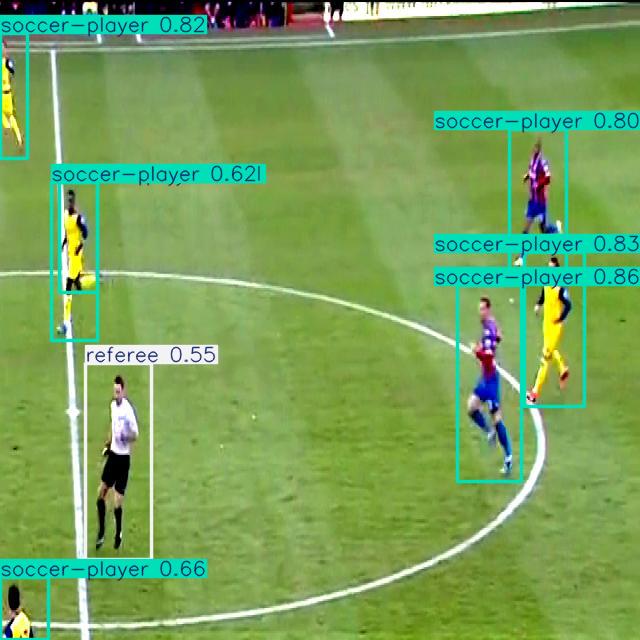 soccer-player 0.82
soccer-player 0.80
soccer-player 0.62
soccer-player 0.83
soccer-player 0.86
referee 0.55
soccer-player 0.66